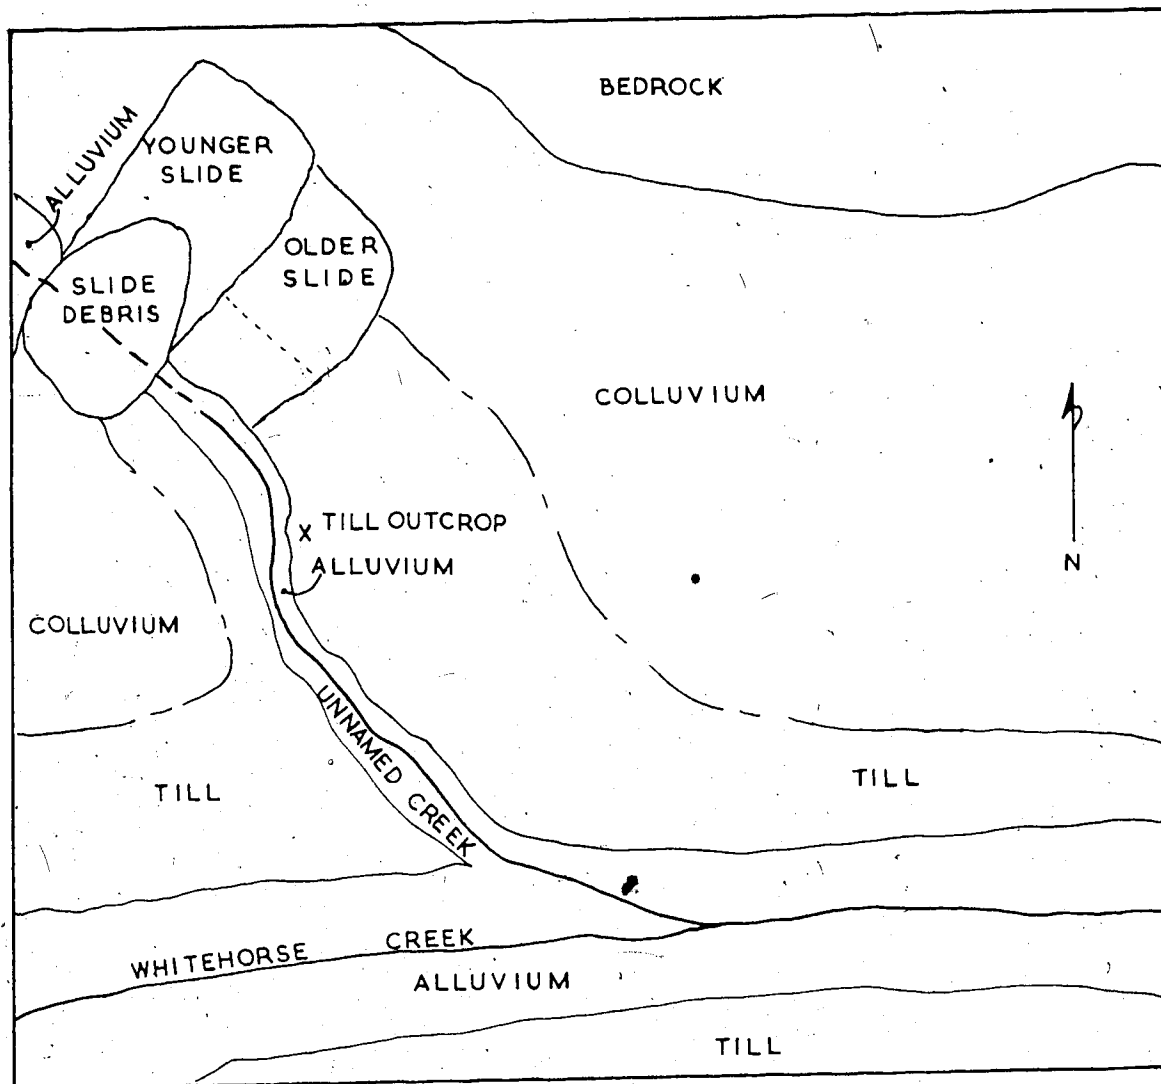 BEDROCK
ALLUVIUM
YOUNGER
SLIDE
OLDER
SLIDE
SLIDE
DEBRIS
COLLUVIUM
X TILL OUTCROP
ALLUVIUM
N
COLLUVIUM
UNNAMED CREEK
TILL
TILL
WHITEHORSE CREEK
ALLUVIUM
TILL